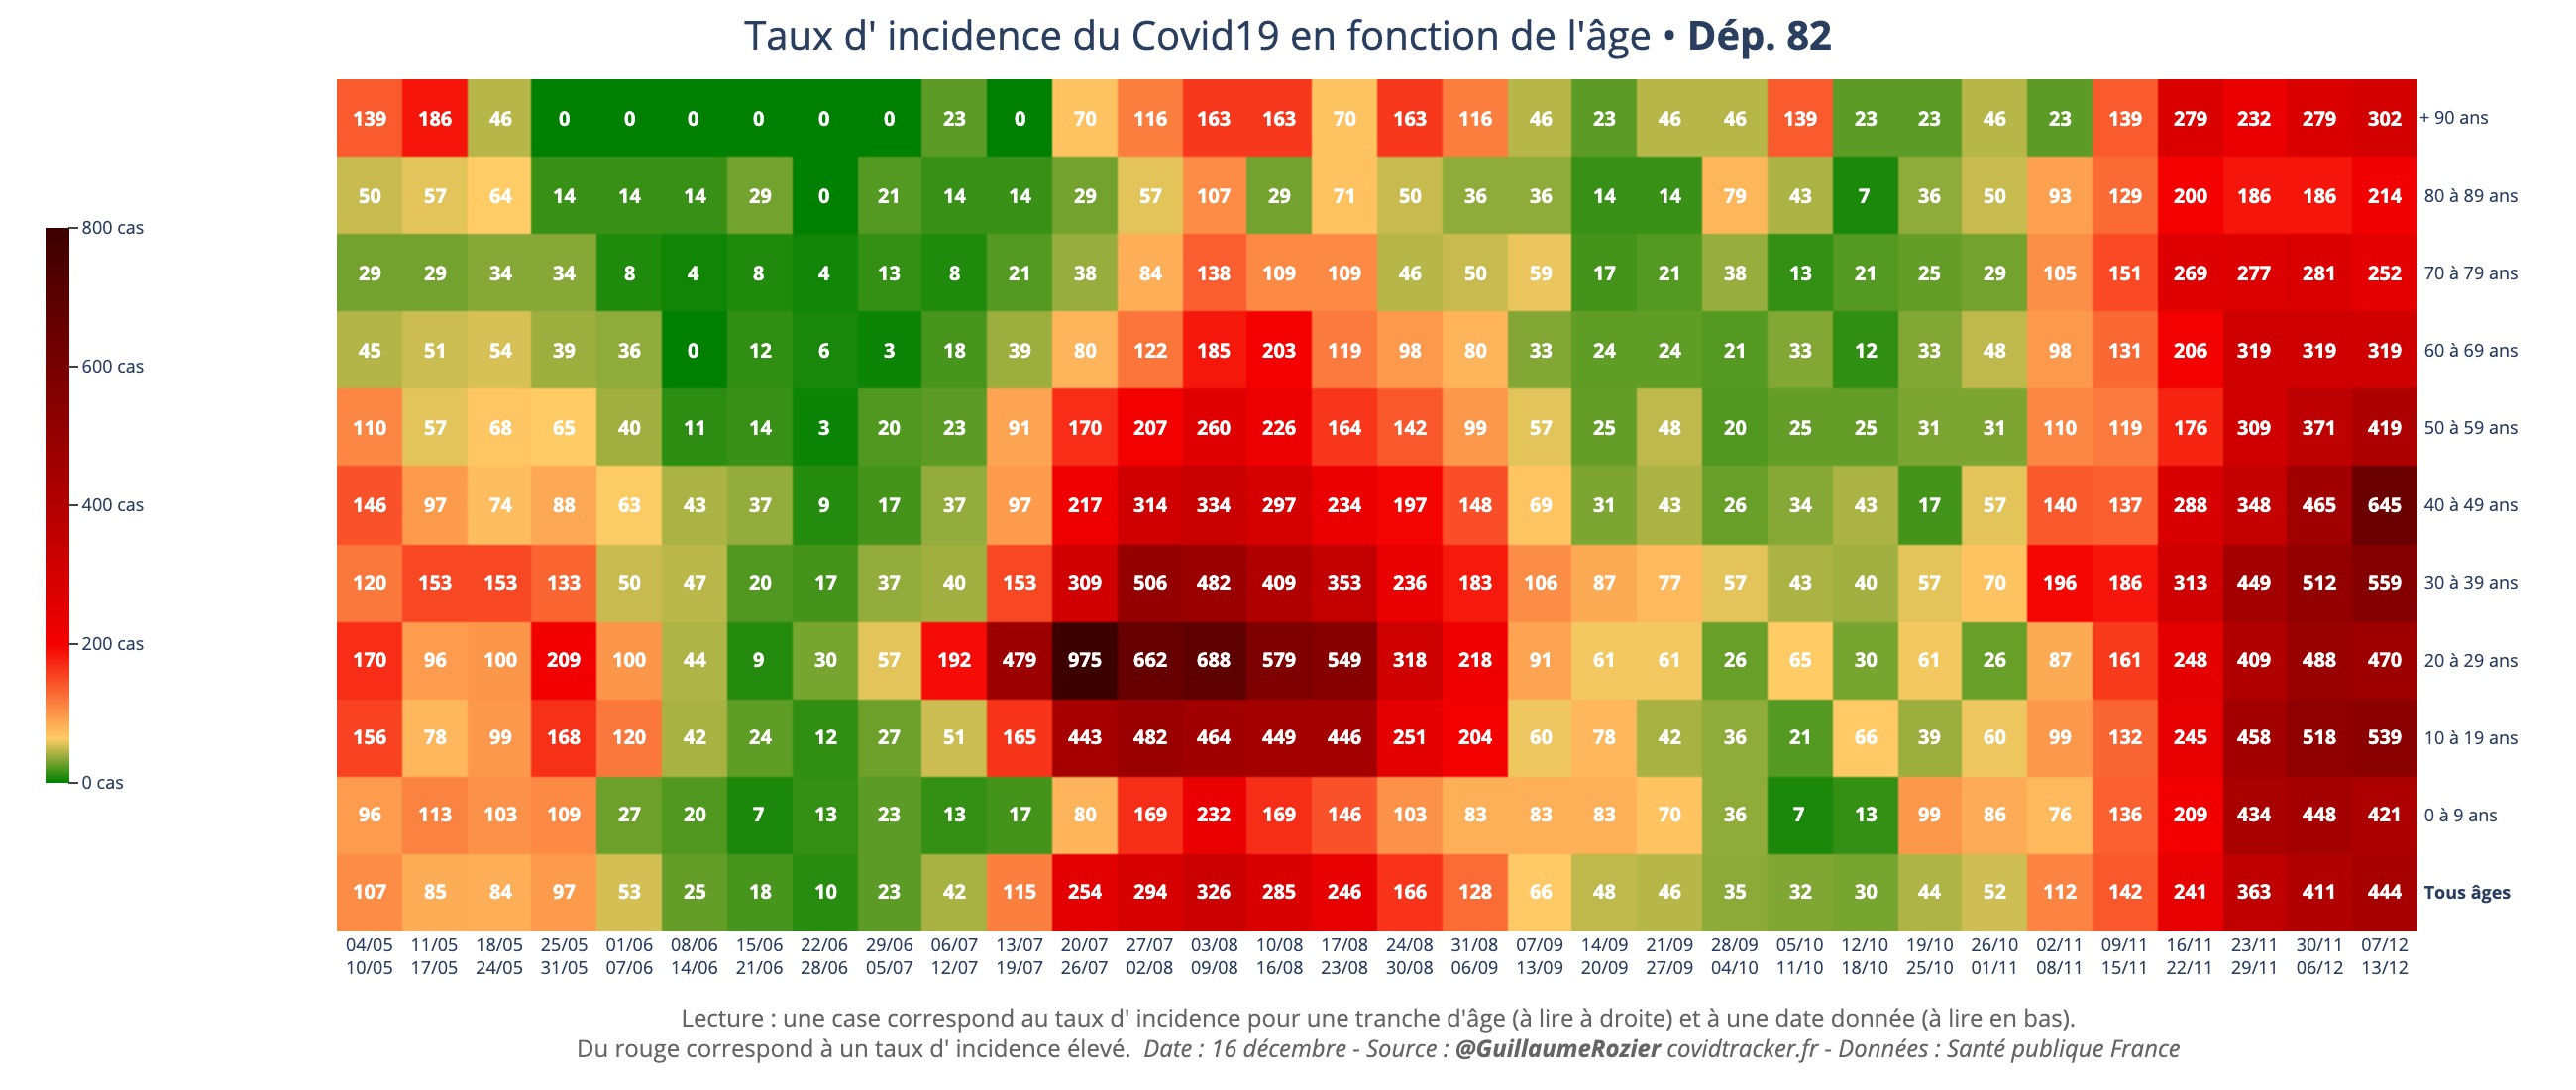 Taux d' incidence du Covid19 en fonction de l'âge • Dép. 82
139 186 46 0 0 0 0 0 0 23 0 70 116 163 163 70 163 116 46 23 46 46 139 23 23 46 23 139 279 232 279 302 + 90 ans
50 57 64 14 14 14 29 0 21 14 14 29 57 107 29 71 50 36 36 14 14 79 43 7 36 50 93 129 200 186 186 214 80 à 89 ans
800 cas
29 29 34 34 8 4 8 4 13 8 21 38 84 138 109 109 46 50 59 17 21 38 13 21 25 29 105 151 269 277 281 252 70 à 79 ans
45 51 54 39 36 0 12 6 3 18 39 80 122 185 203 119 98 80 33 24 24 21 33 12 33 48 98 131 206 319 319 319 60 à 69 ans
600 cas
110 57 68 65 40 11 14 3 20 23 91 170 207 260 226 164 142 99 57 25 48 20 25 25 31 31 110 119 176 309 371 419 50 à 59 ans
400 cas
146 97 74 88 63 43 37 9 17 37 97 217 314 334 297 234 197 148 69 31 43 26 34 43 17 57 140 137 288 348 465 645 40 à 49 ans
120 153 153 133 50 47 20 17 37 40 153 309 506 482 409 353 236 183 106 87 77 57 43 40 57 70 196 186 313 449 512 559 30 à 39 ans
200 cas
170 96 100 209 100 44 9 30 57 192 479 975 662 688 579 549 318 218 91 61 61 26 65 30 61 26 87 161 248 409 488 470 20 à 29 ans
156 78 99 168 120 42 24 12 27 51 165 443 482 464 449 446 251 204 60 78 42 36 21 66 39 60 99 132 245 458 518 539 10 à 19 ans
0 cas
96 113 103 109 27 20 7 13 23 13 17 80 169 232 169 146 103 83 83 83 70 36 7 13 99 86 76 136 209 434 448 421 0 à 9 ans
107 85 84 97 53 25 18 10 23 42 115 254 294 326 285 246 166 128 66 48 46 35 32 30 44 52 112 142 241 363 411 444 Tous âges
04/05 11/05 18/05 25/05 01/06 08/06 15/06 22/06 29/06 06/07 13/07 20/07 27/07 03/08 10/08 17/08 24/08 31/08 07/09 14/09 21/09 28/09 05/10 12/10 19/10 26/10 02/11 09/11 16/11 23/11 30/11 07/12
10/05 17/05 24/05 31/05 07/06 14/06 21/06 28/06 05/07 12/07 19/07 26/07 02/08 09/08 16/08 23/08 30/08 06/09 13/09 20/09 27/09 04/10 11/10 18/10 25/10 01/11 08/11 15/11 22/11 29/11 06/12 13/12
Lecture : une case correspond au taux d' incidence pour une tranche d'âge (à lire à droite) et à une date donnée (à lire en bas).
Du rouge correspond à un taux d' incidence élevé. Date : 16 décembre - Source : @GuillaumeRozier covidtracker.fr - Données : Santé publique France